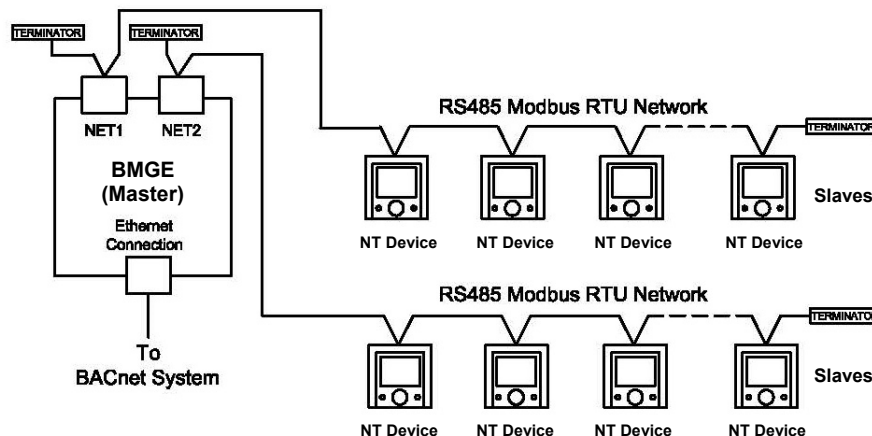 TERMINATOR TERMINATOR
NET1 NET2
BMGE
(Master)
Ethernet
Connection
To
BACnet System
RS485 Modbus RTU Network
TERMINATOR
Slaves
NT Device NT Device NT Device NT Device
RS485 Modbus RTU Network
TERMINATOR
Slaves
NT Device NT Device NT Device NT Device